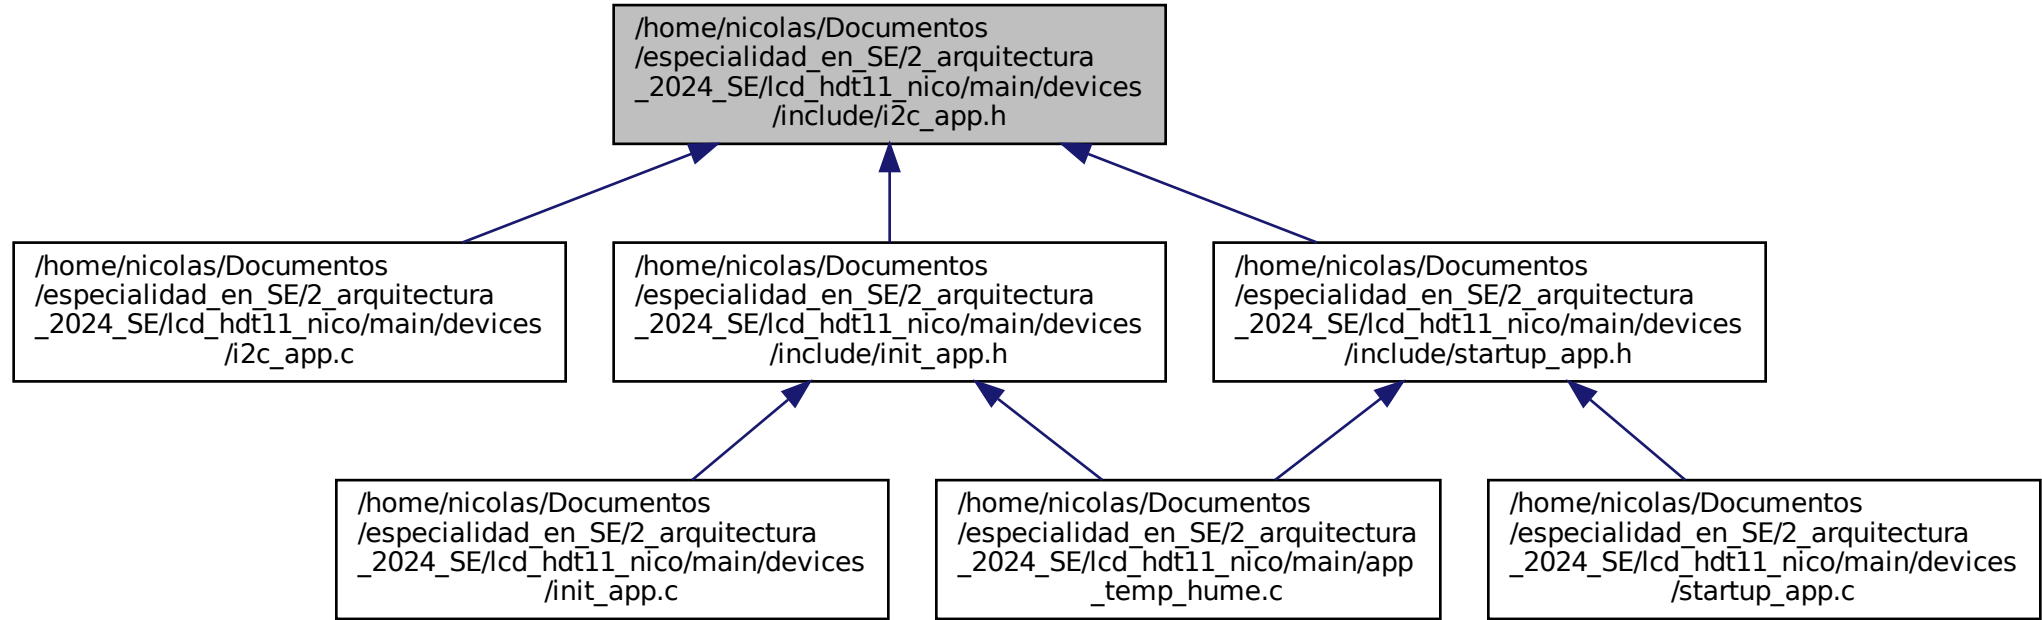 /home/nicolas/Documentos
/especialidad_en_SE/2_arquitectura
_2024_SE/lcd_hdt11_nico/main/devices
/include/i2c_app.h
/home/nicolas/Documentos
/especialidad_en_SE/2_arquitectura
_2024_SE/lcd_hdt11_nico/main/devices
/i2c_app.c
/home/nicolas/Documentos
/especialidad_en_SE/2_arquitectura
_2024_SE/lcd_hdt11_nico/main/devices
/include/init_app.h
/home/nicolas/Documentos
/especialidad_en_SE/2_arquitectura
_2024_SE/lcd_hdt11_nico/main/devices
/include/startup_app.h
/home/nicolas/Documentos
/especialidad_en_SE/2_arquitectura
_2024_SE/lcd_hdt11_nico/main/devices
/init_app.c
/home/nicolas/Documentos
/especialidad_en_SE/2_arquitectura
_2024_SE/lcd_hdt11_nico/main/app
_temp_hume.c
/home/nicolas/Documentos
/especialidad_en_SE/2_arquitectura
_2024_SE/lcd_hdt11_nico/main/devices
/startup_app.c